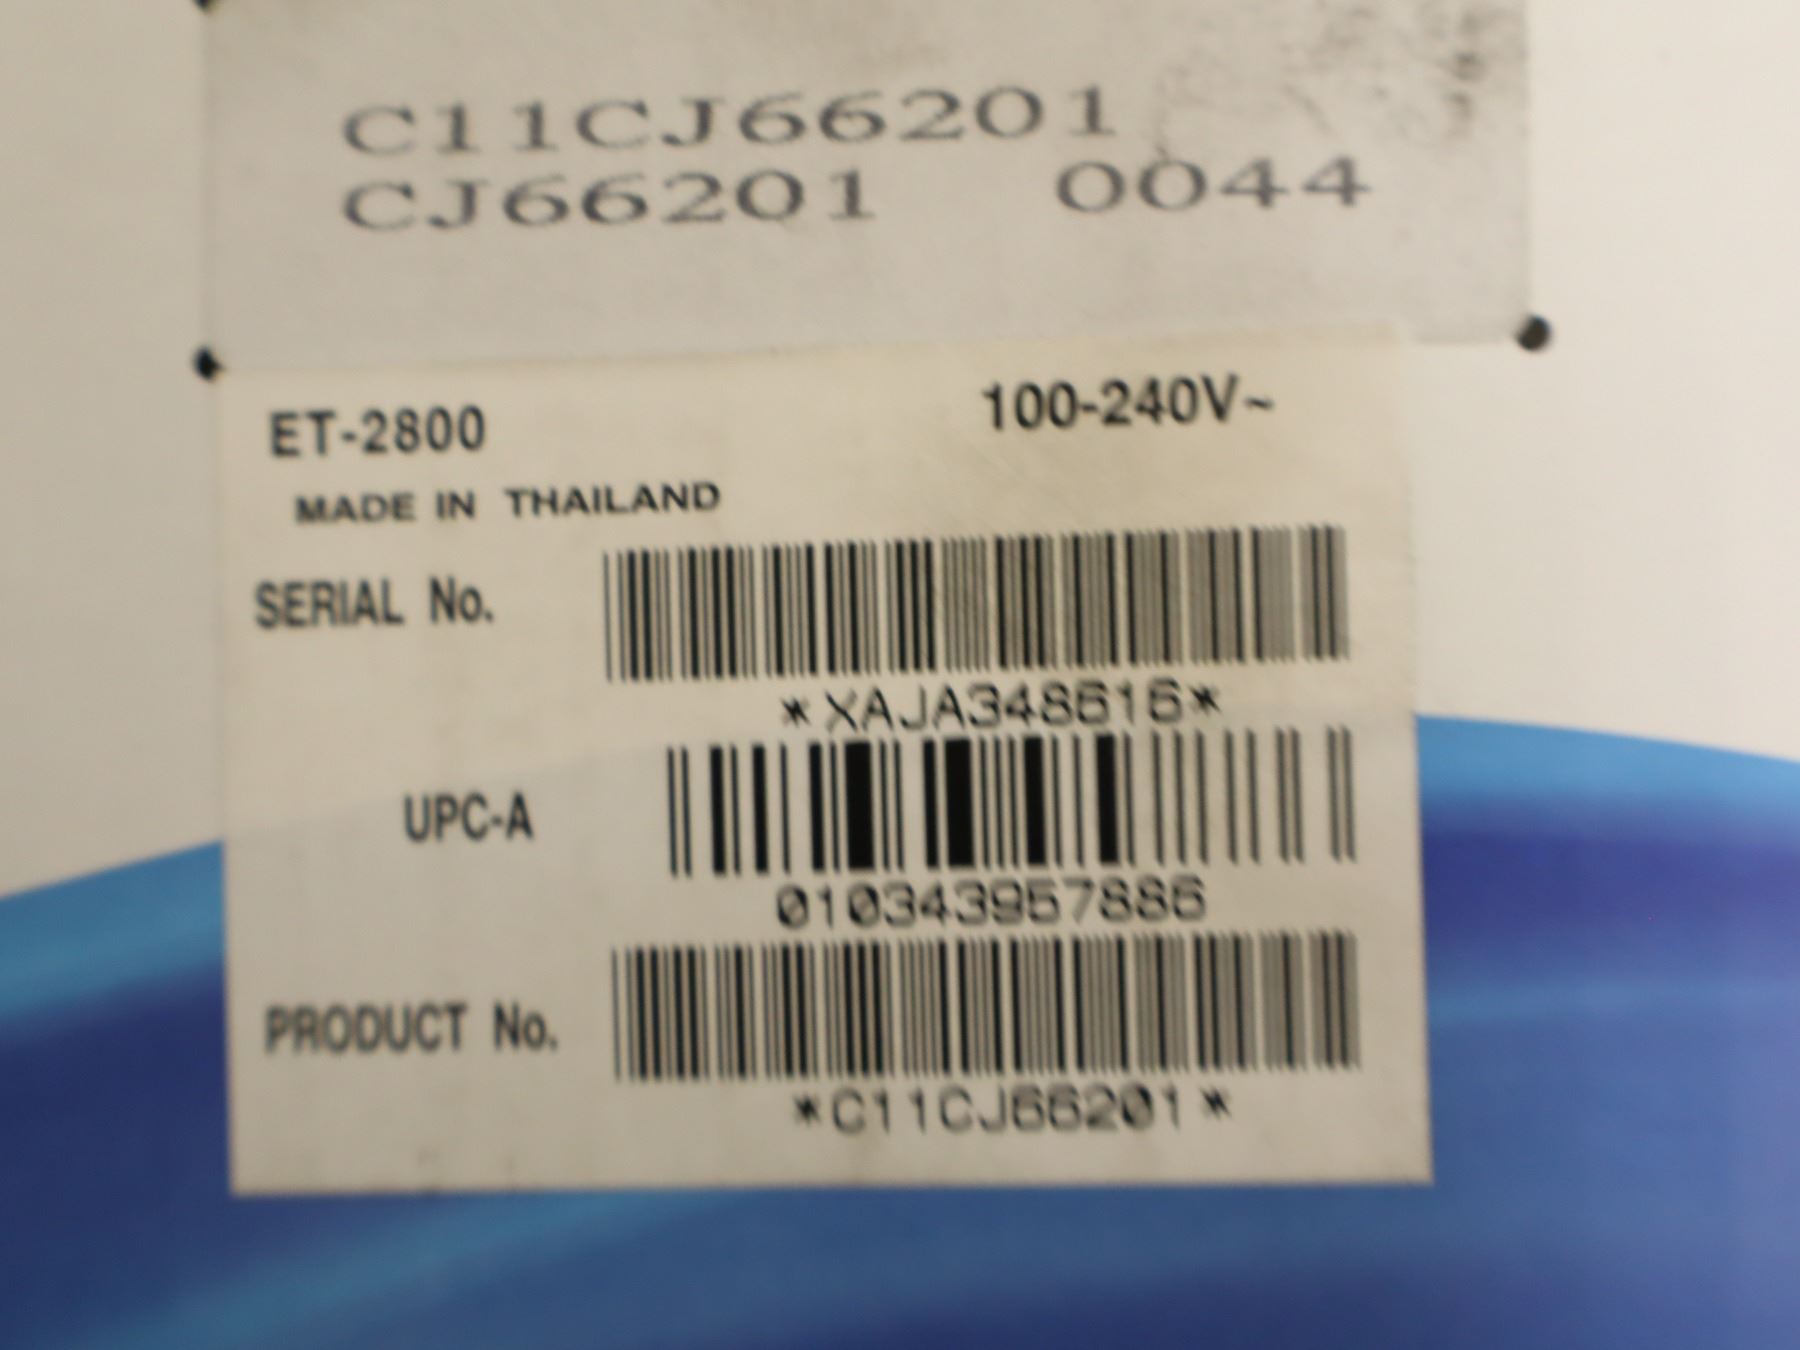 C11CJ66201
CJ66201 0044
ET-2800 100-240V~
MADE IN THAILAND
SERIAL No.
*XAJA348616*
UPC-A
010343957886
PRODUCT No.
*C11CJ66201*